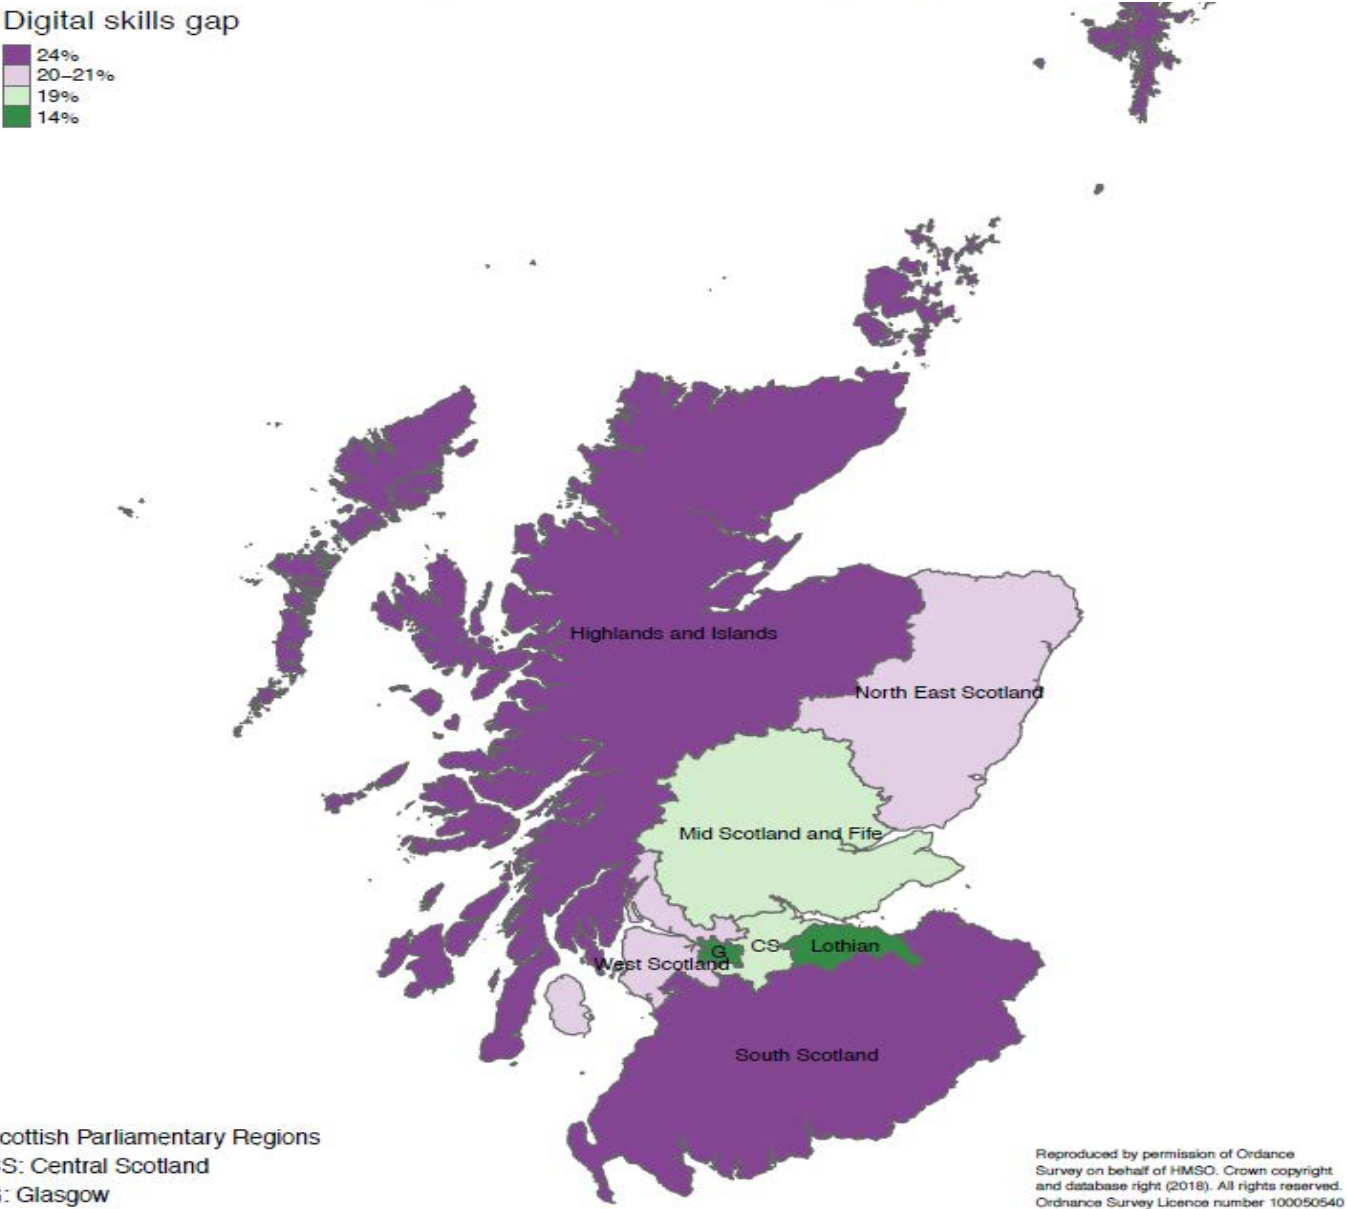 Digital skills gap
24%
20–21%
19%
14%
Highlands and Islands
North East Scotland
Mid Scotland and Fife
G
CS
Lothian
West Scotland
South Scotland
cottish Parliamentary Regions
S: Central Scotland
: Glasgow
Reproduced by permission of Ordance
Survey on behalf of HMSO. Crown copyright
and database right (2018). All rights reserved.
Ordnance Survey Licence number 100050540